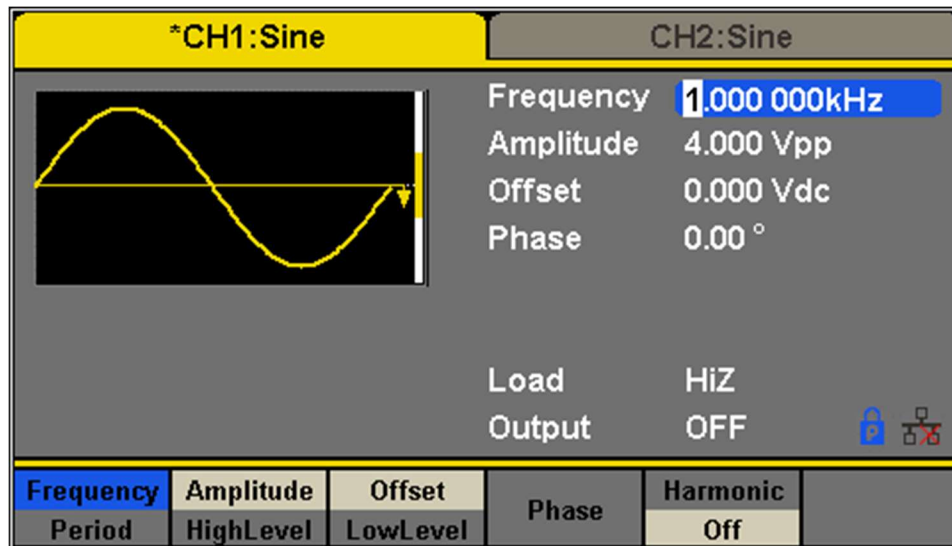 *CH1:Sine CH2:Sine
Frequency 1.000 000kHz
Amplitude 4.000 Vpp
Offset 0.000 Vdc
Phase 0.00 °
Load HiZ
Output OFF P
Frequency Amplitude Offset Phase Harmonic
Period HighLevel LowLevel Off